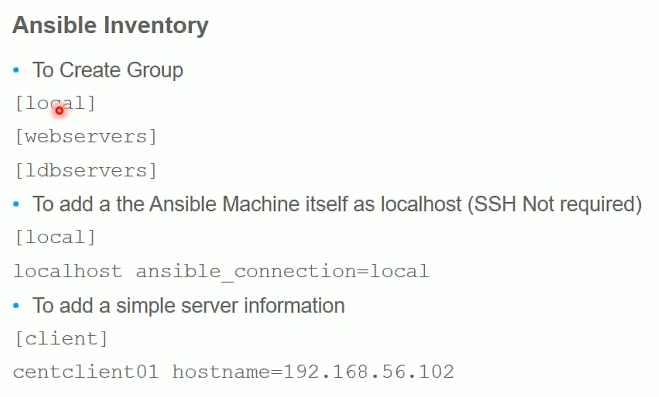 Ansible Inventory
• To Create Group
[local]
[webservers]
[ldbservers]
• To add a the Ansible Machine itself as localhost (SSH Not required)
[local]
localhost ansible_connection=local
• To add a simple server information
[client]
centclient01 hostname=192.168.56.102